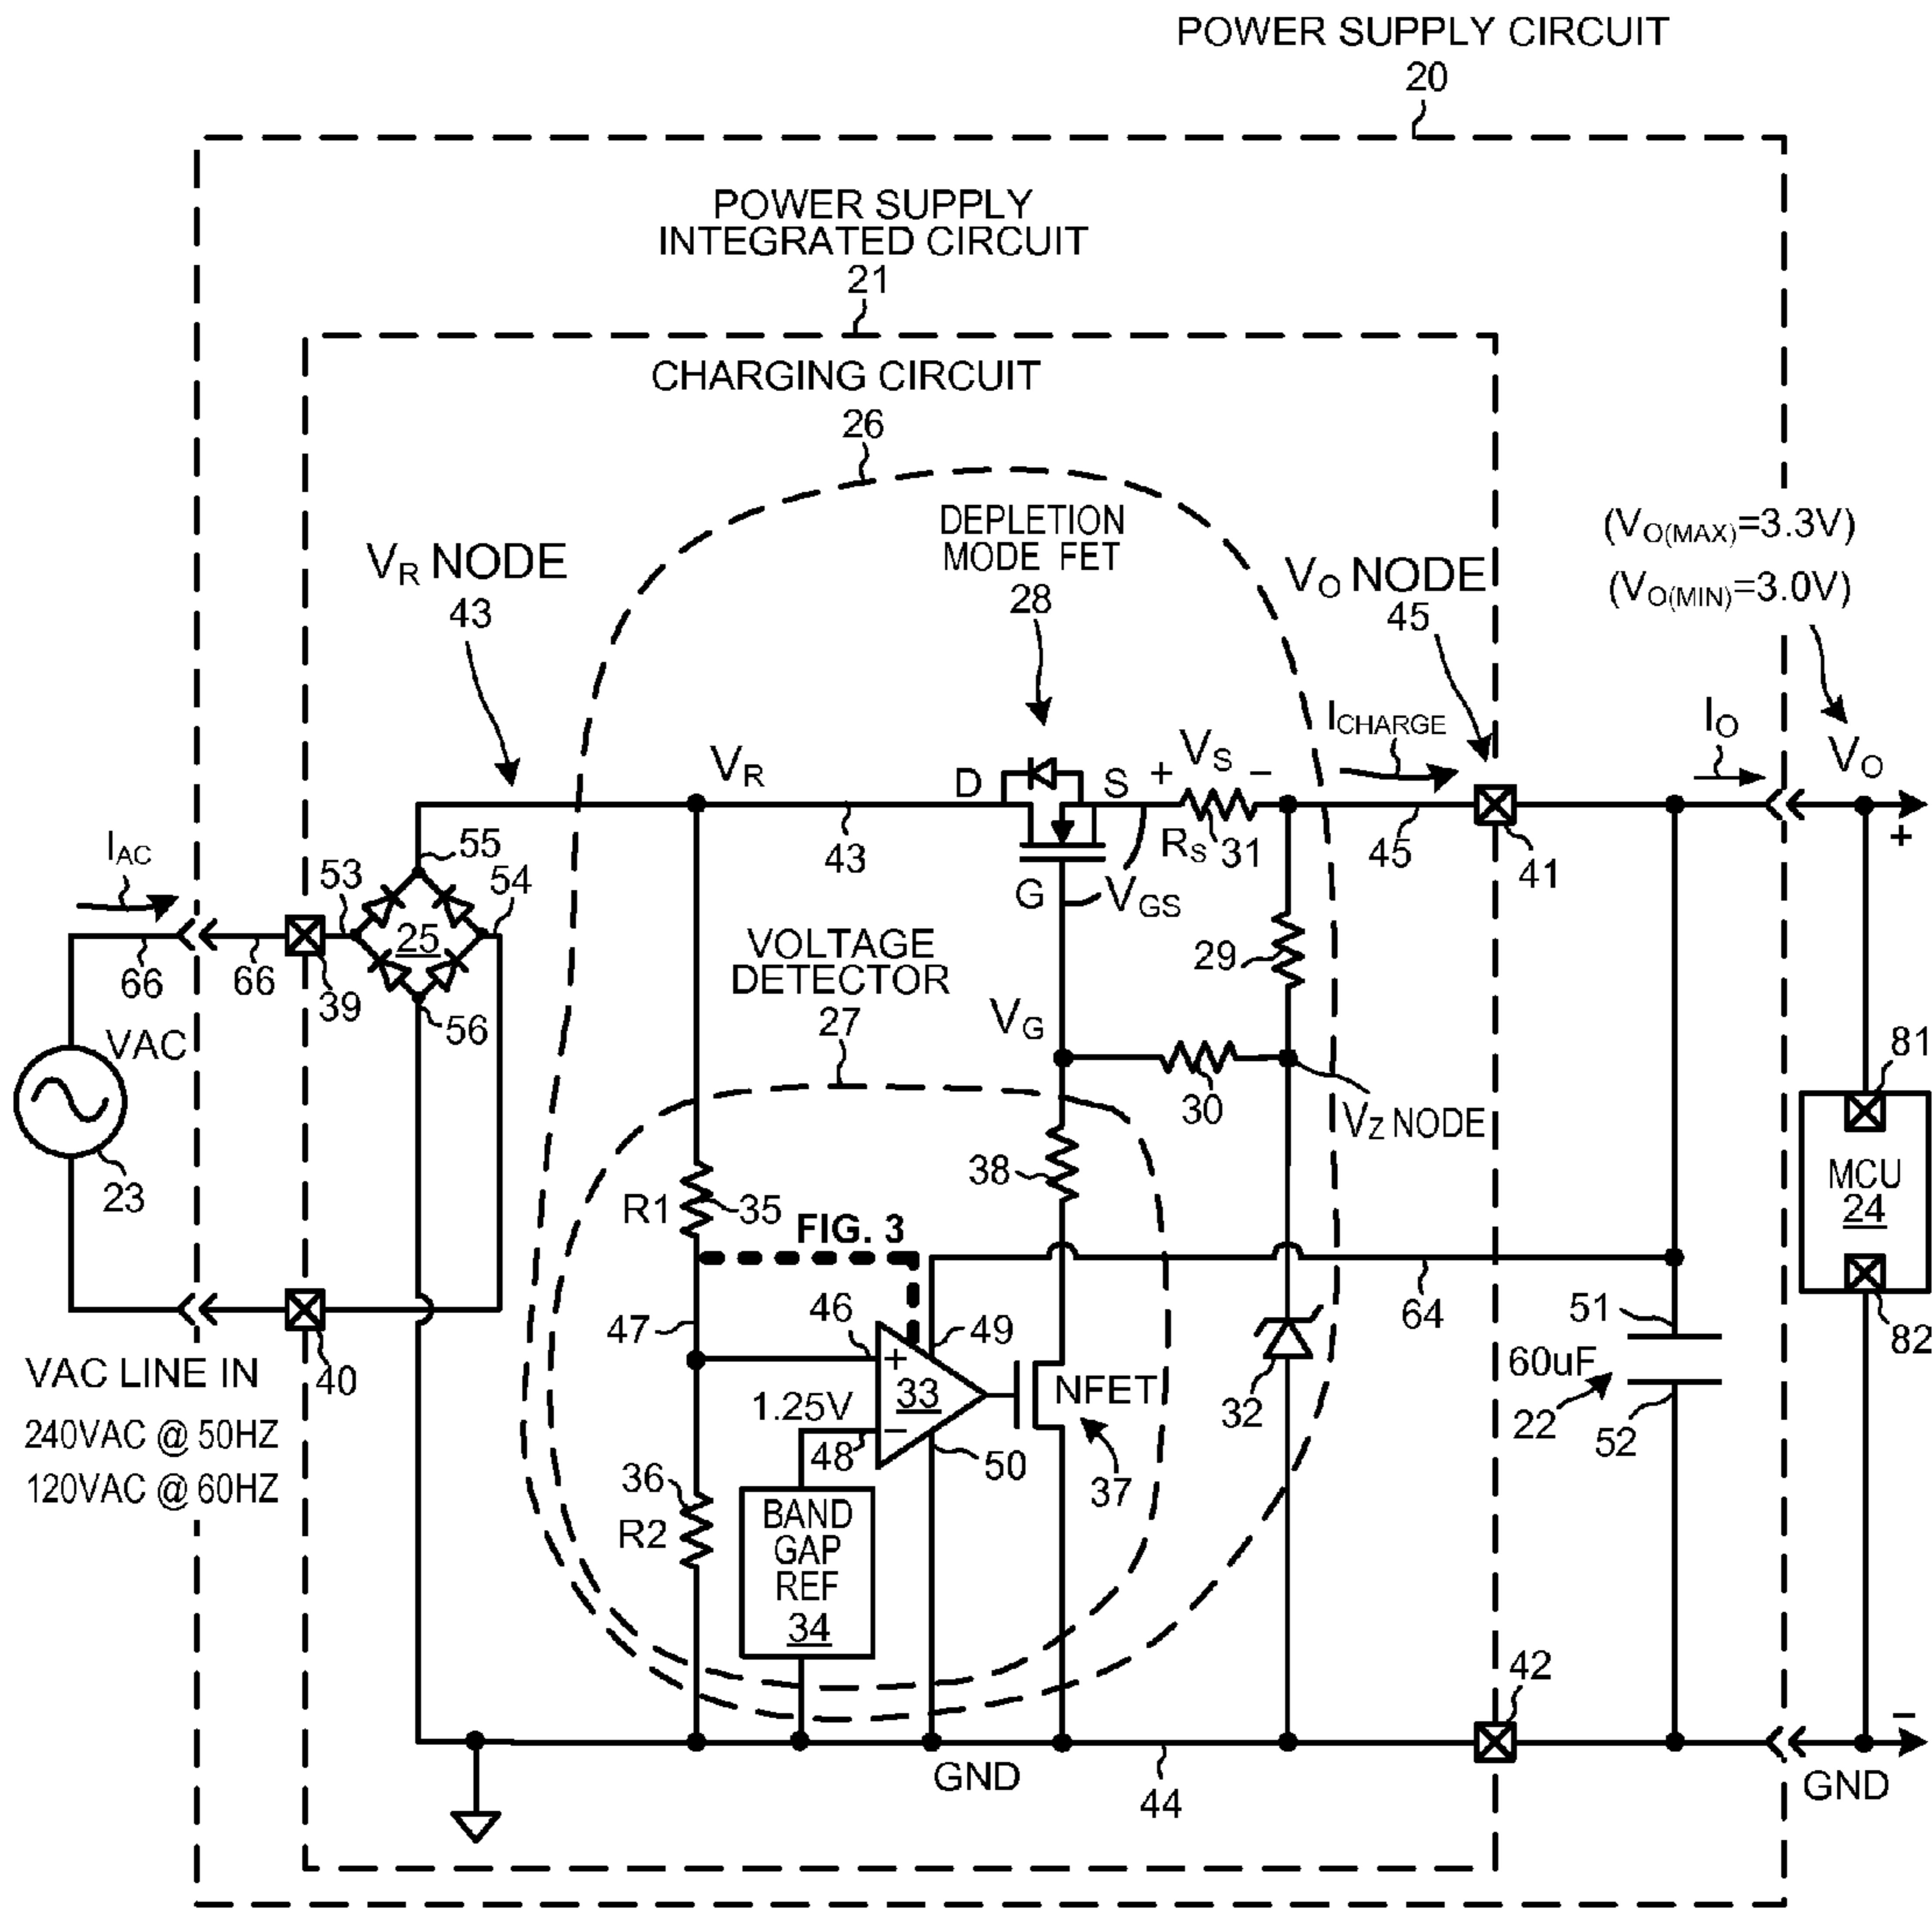 POWER SUPPLY CIRCUIT
20
POWER SUPPLY
INTEGRATED CIRCUIT
21
CHARGING CIRCUIT
26
DEPLETION
MODE FET
28
VR NODE
43
VO NODE
45
(VO(MAX)=3.3V)
(VO(MIN)=3.0V)
VR
D
S
+ VS −
ICHARGE
IO
VO
+
43
RS 31
45
41
G
VGS
IAC
53
55
54
25
66
66
39
56
VOLTAGE
DETECTOR
27
VG
29
30
VZ NODE
VAC
23
81
MCU
24
82
R1
35
38
FIG. 3
47
46
49
64
51
60uF
22
52
+
33
−
1.25V
48
50
NFET
37
32
40
VAC LINE IN
240VAC @ 50HZ
120VAC @ 60HZ
36
R2
BAND
GAP
REF
34
42
−
GND
44
GND